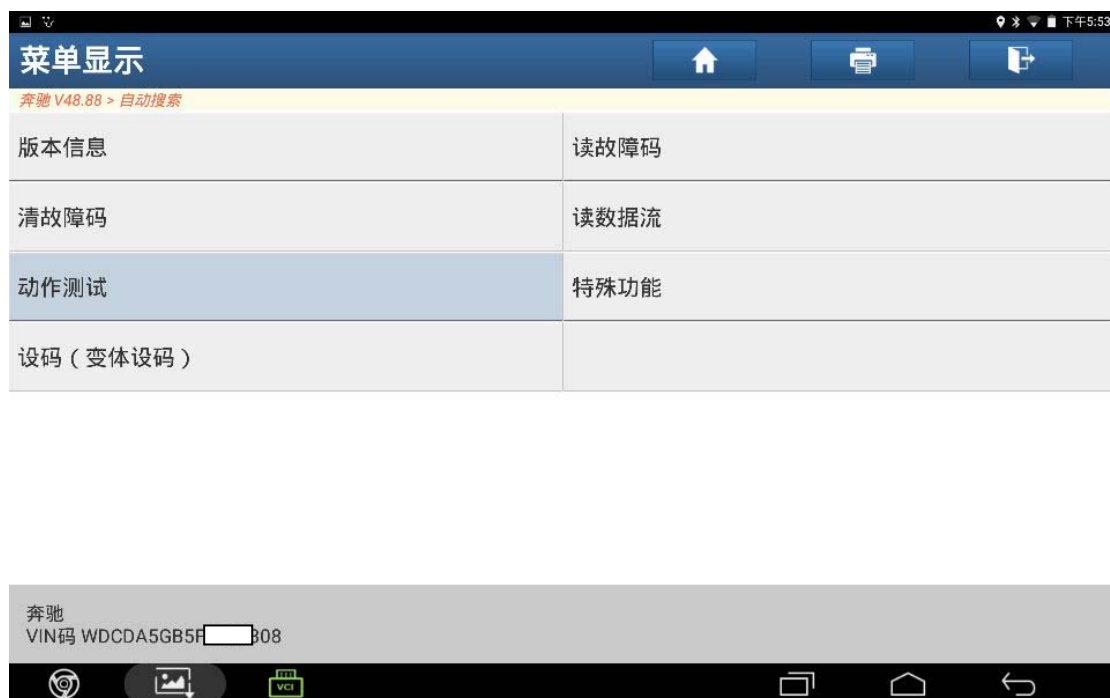 下午5:53
菜单显示
奔驰 V48.88 > 自动搜索
版本信息
读故障码
清故障码
读数据流
动作测试
特殊功能
设码（变体设码）
奔驰
VIN码 WDCDA5GB5F 808
VCI